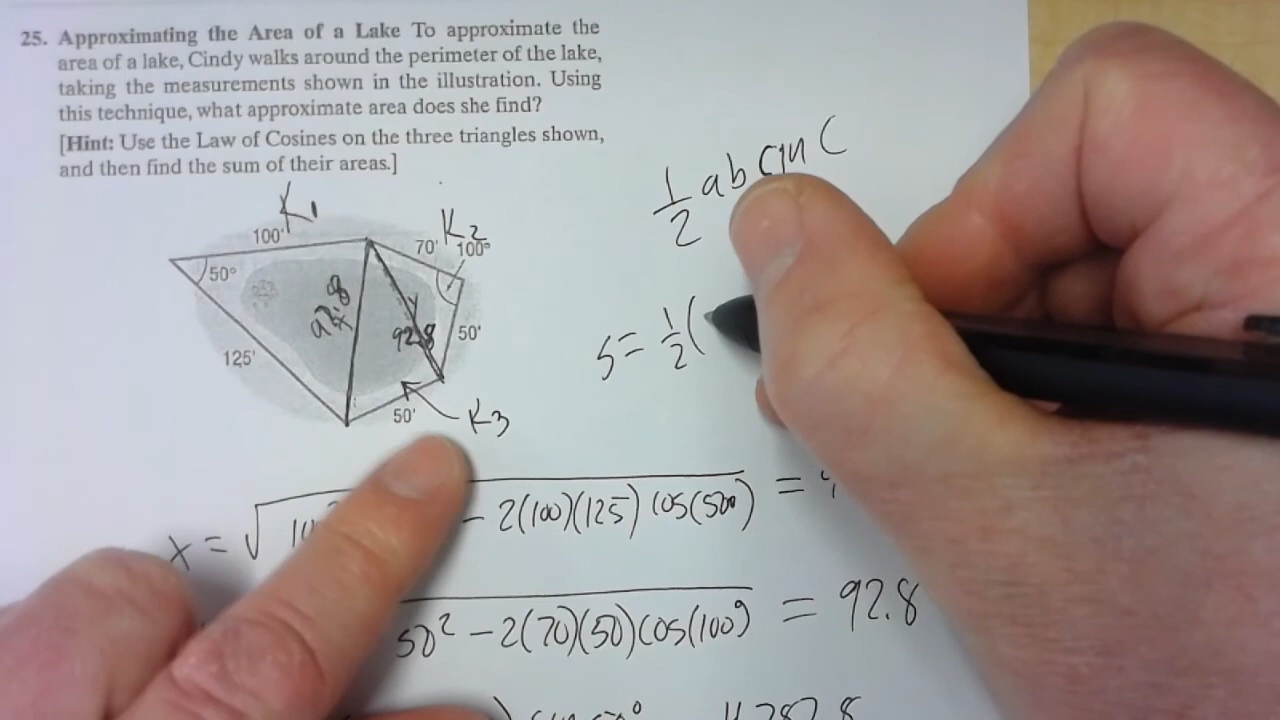 25. Approximating the Area of a Lake To approximate the
area of a lake, Cindy walks around the perimeter of the lake,
taking the measurements shown in the illustration. Using
this technique, what approximate area does she find?
[Hint: Use the Law of Cosines on the three triangles shown,
and then find the sum of their areas.]
K1
100'
K2
70'
100°
50°
92.8
50'
125'
50'
K3
1/2 ab sin C
S = 1/2 (
x = √ - 2(100)(125) cos(50°) =
50² - 2(70)(50) cos(100°) = 92.8
4787.8